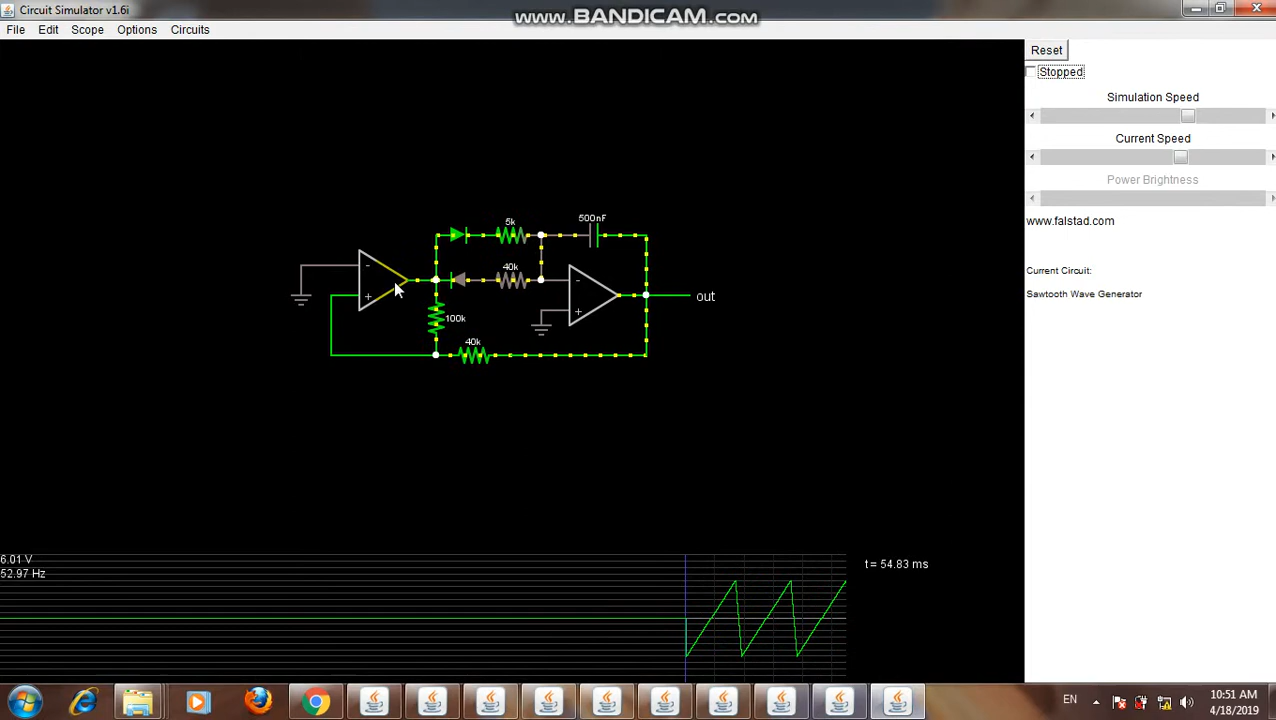 Circuit Simulator v1.6i
www.BANDICAM.com
File Edit Scope Options Circuits
Reset
Stopped
Simulation Speed
Current Speed
Power Brightness
www.falstad.com
Current Circuit:
Sawtooth Wave Generator
5k
500nF
40k
-
-
+
+
out
100k
40k
6.01 V
52.97 Hz
t = 54.83 ms
EN
10:51 AM
4/18/2019